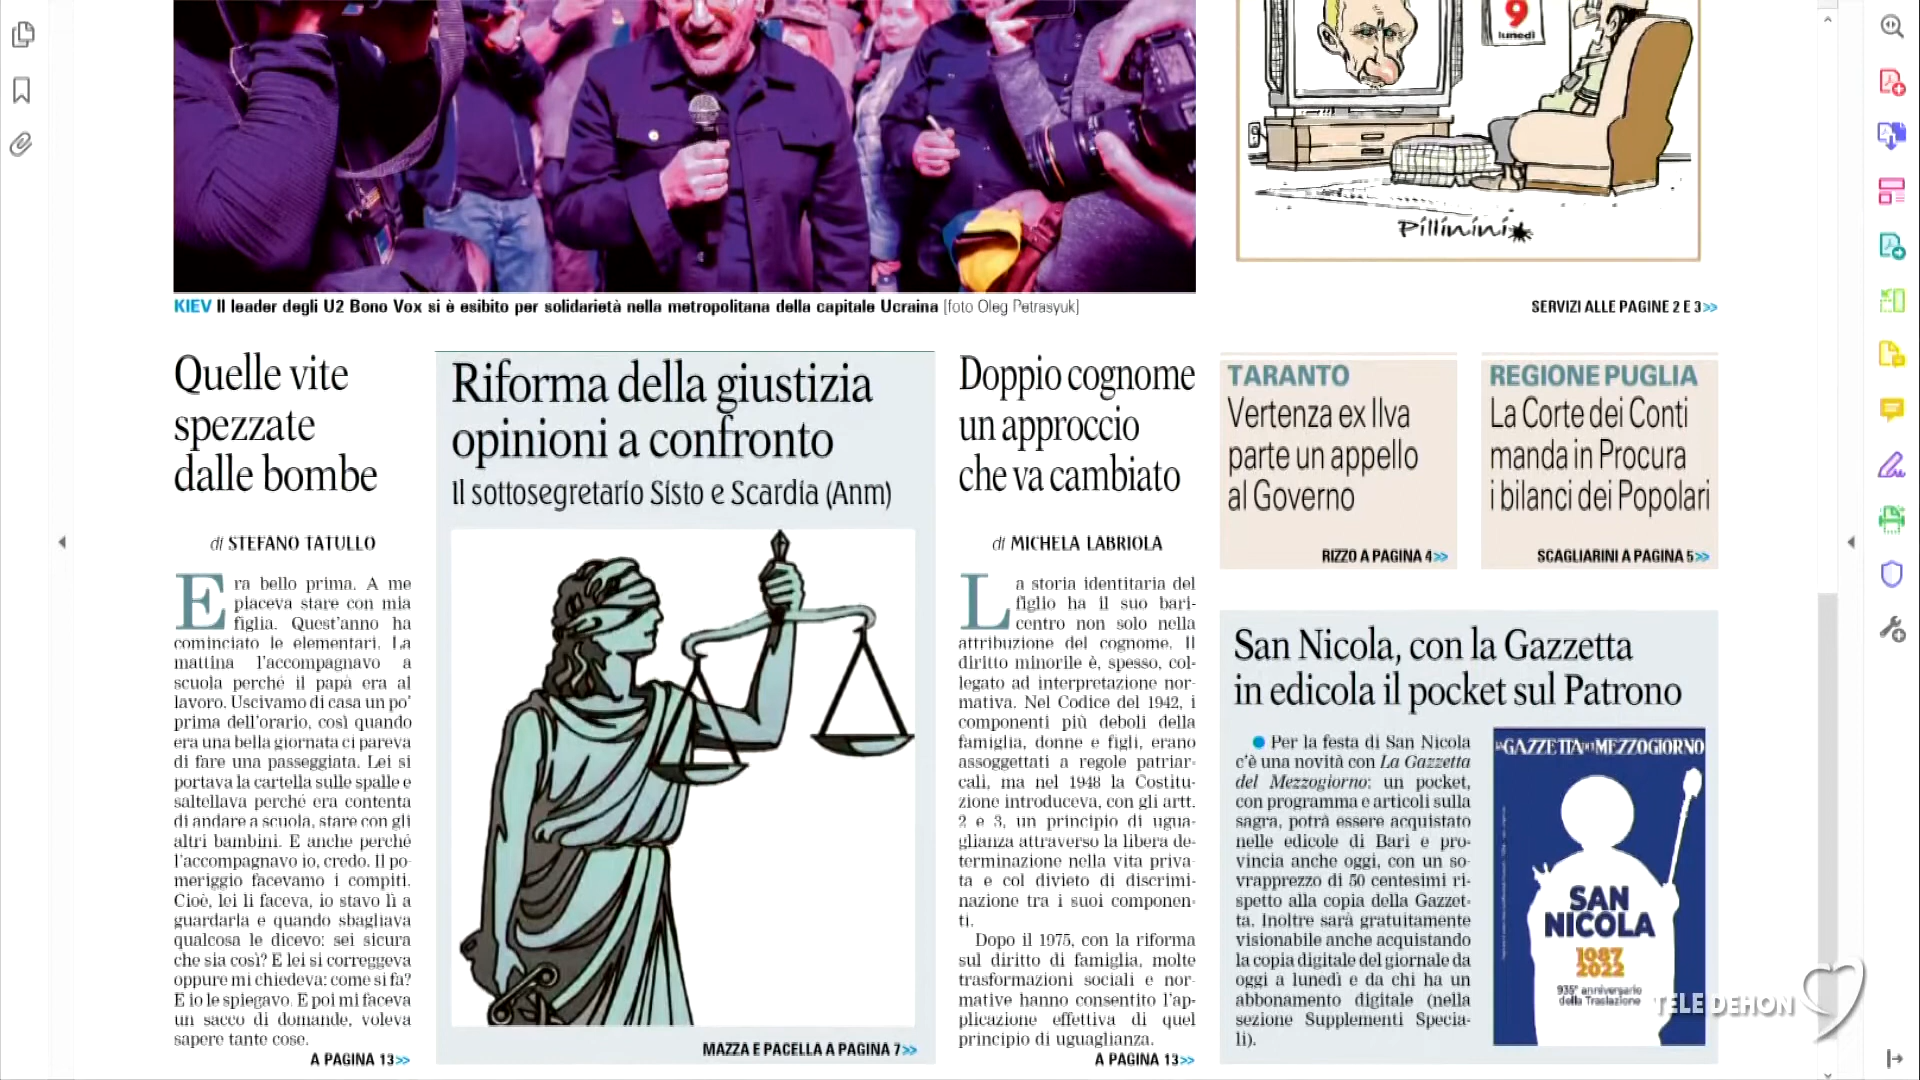 9
lunedì
Pillinini
KIEV Il leader degli U2 Bono Vox si è esibito per solidarietà nella metropolitana della capitale Ucraina [foto Oleg Petrasyuk]
SERVIZI ALLE PAGINE 2 E 3>>
Quelle vite
spezzate
dalle bombe
di STEFANO TATULLO
Era bello prima. A me
piaceva stare con mia
figlia. Quest'anno ha
cominciato le elementari. La
mattina l'accompagnavo a
scuola perché il papà era al
lavoro. Uscivamo di casa un po'
prima dell'orario, così quando
era una bella giornata ci pareva
di fare una passeggiata. Lei si
portava la cartella sulle spalle e
saltellava perché era contenta
di andare a scuola, stare con gli
altri bambini. E anche perché
l'accompagnavo io, credo. Il po-
meriggio facevamo i compiti.
Cioè, lei li faceva, io stavo lì a
guardarla e quando sbagliava
qualcosa le dicevo: sei sicura
che sia così? E lei si correggeva
oppure mi chiedeva: come si fa?
E io le spiegavo. E poi mi faceva
un sacco di domande, voleva
sapere tante cose.
A PAGINA 13>>
Riforma della giustizia
opinioni a confronto
Il sottosegretario Sisto e Scardia (Anm)
MAZZA E PACELLA A PAGINA 7>>
Doppio cognome
un approccio
che va cambiato
di MICHELA LABRIOLA
La storia identitaria del
figlio ha il suo bari-
centro non solo nella
attribuzione del cognome. Il
diritto minorile è, spesso, col-
legato ad interpretazione nor-
mativa. Nel Codice del 1942, i
componenti più deboli della
famiglia, donne e figli, erano
assoggettati a regole patriar-
cali, ma nel 1948 la Costitu-
zione introduceva, con gli artt.
2 e 3, un principio di ugua-
glianza attraverso la libera de-
terminazione nella vita priva-
ta e col divieto di discrimi-
nazione tra i suoi componen-
ti.
Dopo il 1975, con la riforma
sul diritto di famiglia, molte
trasformazioni sociali e nor-
mative hanno consentito l'ap-
plicazione effettiva di quel
principio di uguaglianza.
A PAGINA 13>>
TARANTO
Vertenza ex Ilva
parte un appello
al Governo
RIZZO A PAGINA 4>>
REGIONE PUGLIA
La Corte dei Conti
manda in Procura
i bilanci dei Popolari
SCAGLIARINI A PAGINA 5>>
San Nicola, con la Gazzetta
in edicola il pocket sul Patrono
● Per la festa di San Nicola
c'è una novità con La Gazzetta
del Mezzogiorno: un pocket,
con programma e articoli sulla
sagra, potrà essere acquistato
nelle edicole di Bari e pro-
vincia anche oggi, con un so-
vrapprezzo di 50 centesimi ri-
spetto alla copia della Gazzet-
ta. Inoltre sarà gratuitamente
visionabile anche acquistando
la copia digitale del giornale da
oggi a lunedì e da chi ha un
abbonamento digitale (nella
sezione Supplementi Specia-
li).
LA GAZZETTA DEL MEZZOGIORNO
SAN
NICOLA
1087
2022
935° anniversario
della Traslazione
TELE DEHON